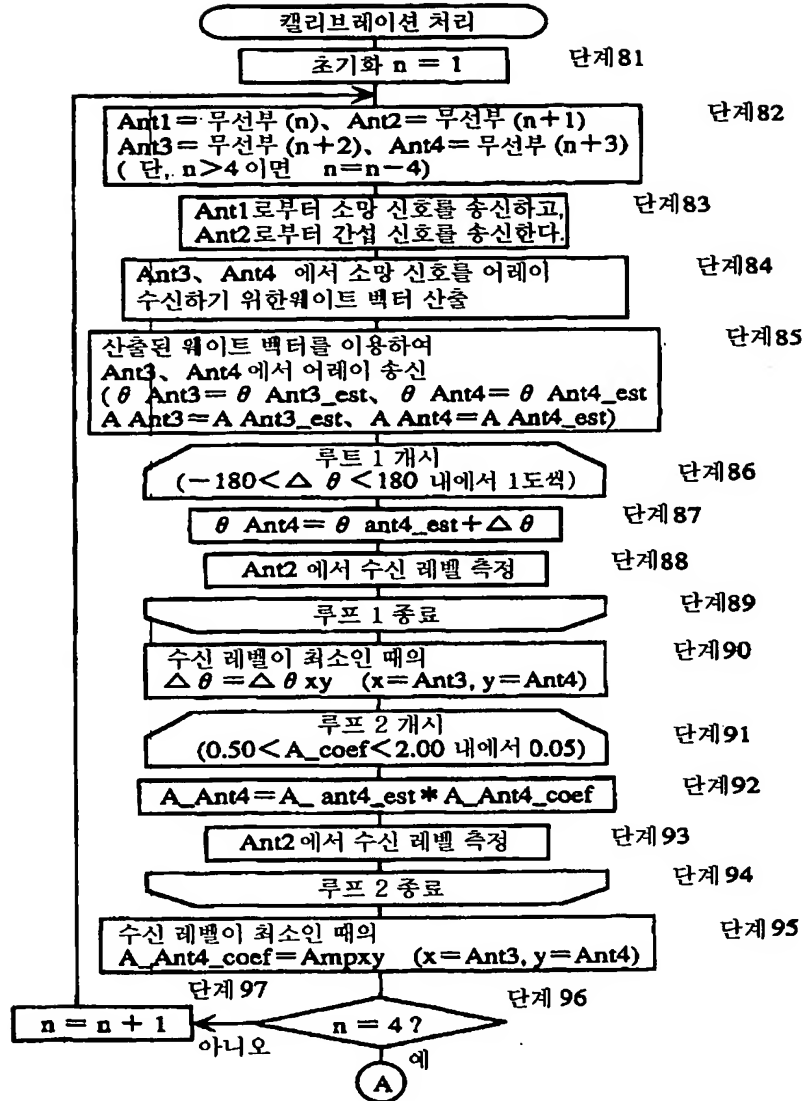 캘리브레이션 처리
초기화 n = 1
단계81
Ant1= 무선부 (n)、Ant2= 무선부 (n+1)
Ant3= 무선부 (n+2)、Ant4= 무선부 (n+3)
( 단, n>4 이면 n=n-4)
단계82
Ant1로부터 소망 신호를 송신하고,
Ant2로부터 간섭 신호를 송신한다.
단계83
Ant3、Ant4 에서 소망 신호를 어레이
수신하기 위한웨이트 벡터 산출
단계84
산출된 웨이트 벡터를 이용하여
Ant3、Ant4 에서 어레이 송신
( θ Ant3= θ Ant3_est、 θ Ant4= θ Ant4_est
A Ant3=A Ant3_est、A Ant4=A Ant4_est)
단계85
루트 1 개시
(-180<△ θ <180 내에서 1도씩)
단계86
θ Ant4= θ ant4_est+△ θ
단계87
Ant2 에서 수신 레벨 측정
단계88
루프 1 종료
단계89
수신 레벨이 최소인 때의
△ θ =△ θ xy (x=Ant3, y=Ant4)
단계90
루프 2 개시
(0.50<A_coef<2.00 내에서 0.05)
단계91
A_Ant4=A_ ant4_est* A_Ant4_coef
단계92
Ant2 에서 수신 레벨 측정
단계93
루프 2 종료
단계94
수신 레벨이 최소인 때의
A_Ant4_coef=Ampxy (x=Ant3, y=Ant4)
단계95
단계97
단계96
n = n + 1
n = 4 ?
아니오
예
A